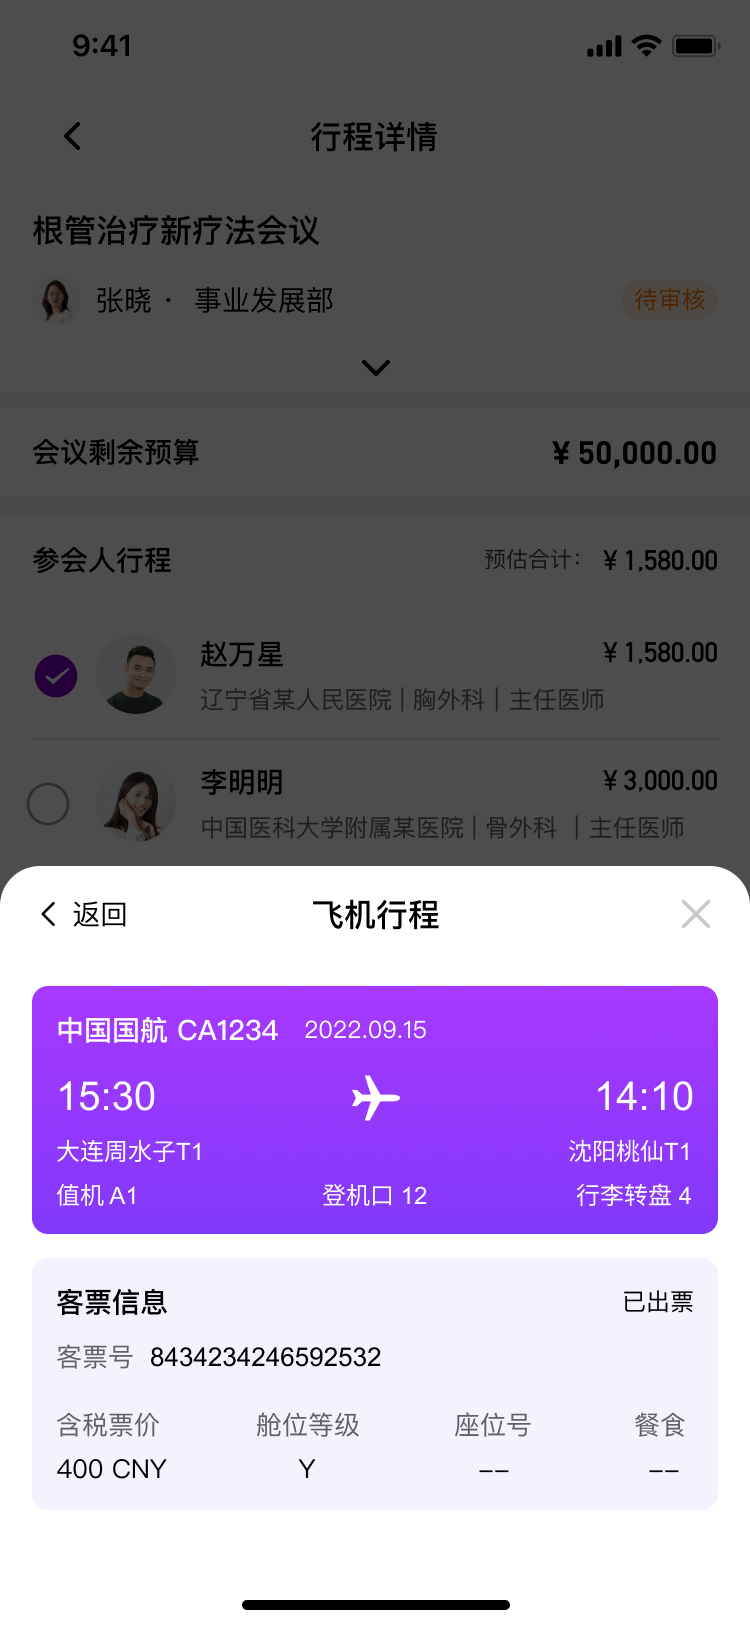 9:41
行程详情
根管治疗新疗法会议
张晓 · 事业发展部 待审核
会议剩余预算 ¥ 50,000.00
参会人行程 预估合计： ¥ 1,580.00
赵万星 ¥ 1,580.00
辽宁省某人民医院 | 胸外科 | 主任医师
李明明 ¥ 3,000.00
中国医科大学附属某医院 | 骨外科 | 主任医师
返回 飞机行程
中国国航 CA1234 2022.09.15
15:30 14:10
大连周水子T1 沈阳桃仙T1
值机 A1 登机口 12 行李转盘 4
客票信息 已出票
客票号 8434234246592532
含税票价 舱位等级 座位号 餐食
400 CNY Y -- --